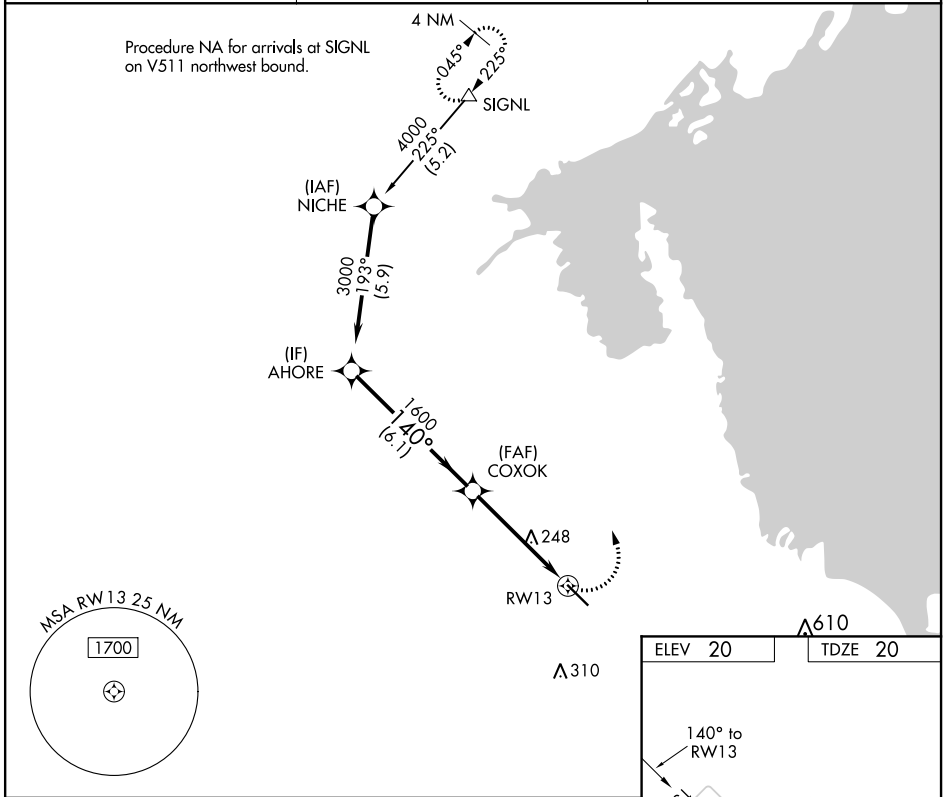 4 NM
Procedure NA for arrivals at SIGNL
on V511 northwest bound.
045°
225°
SIGNL
4000
225°
(5.2)
(IAF)
NICHE
3000
193°
(5.9)
(IF)
AHORE
1600
140°
(6.1)
(FAF)
COXOK
248
RW13
MSA RW13 25 NM
1700
310
610
ELEV 20
TDZE 20
140° to
RW13